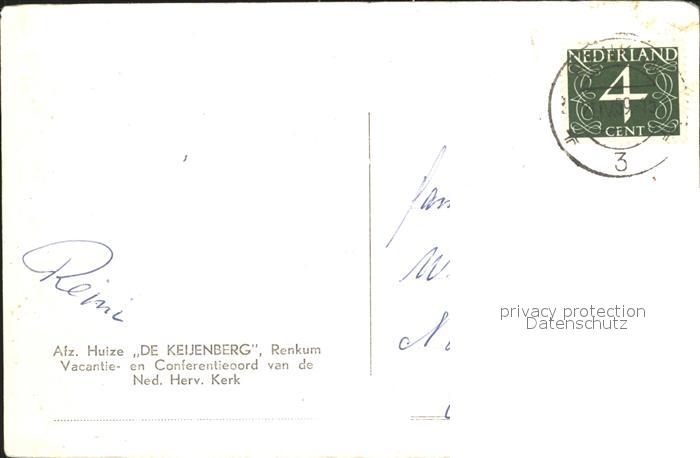 NEDERLAND
4
CENT
3
Reini
Afz. Huize „DE KEIJENBERG”, Renkum
Vacantie- en Conferentieoord van de
Ned. Herv. Kerk
privacy protection
Datenschutz